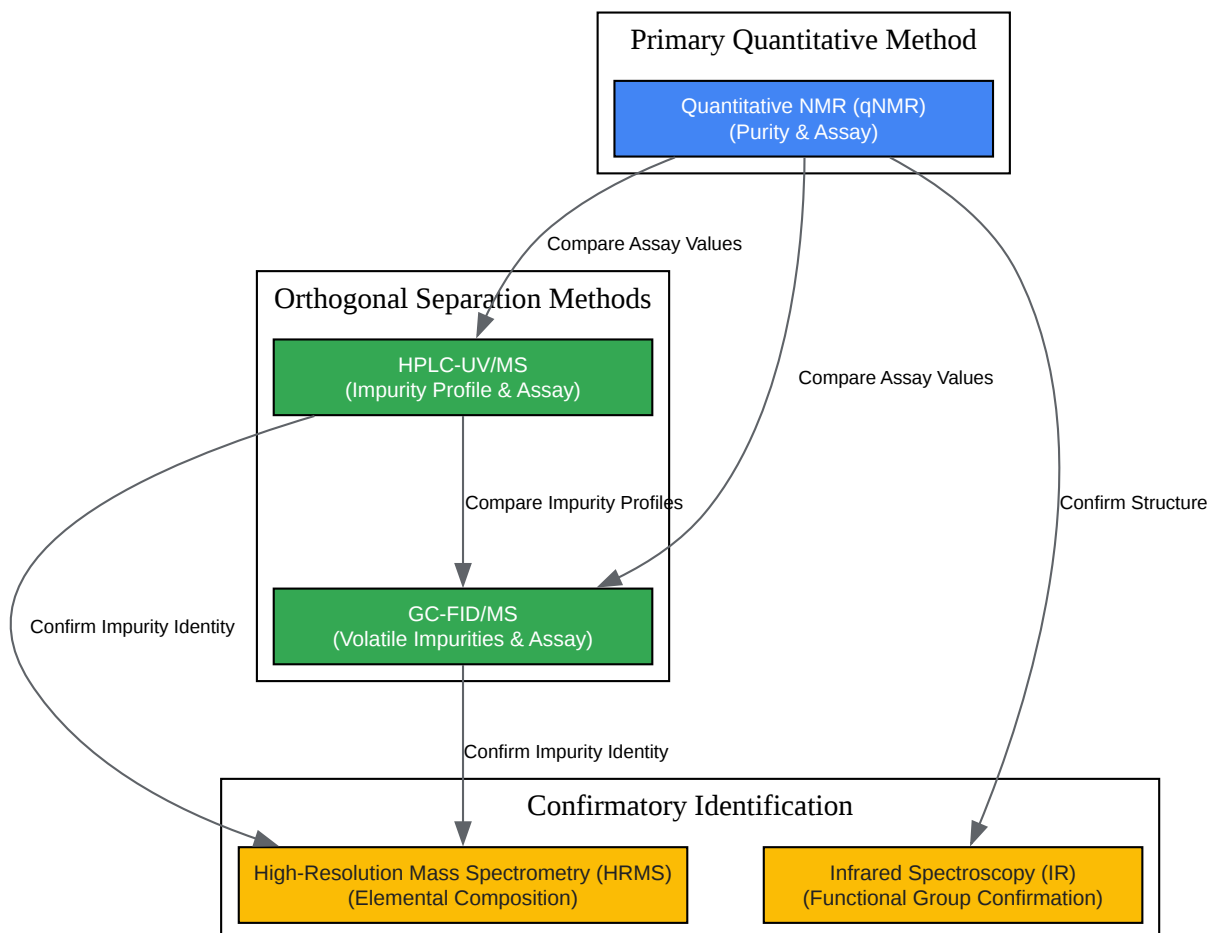 Primary Quantitative Method
Quantitative NMR (qNMR)
(Purity & Assay)
Compare Assay Values
Orthogonal Separation Methods
HPLC-UV/MS
(Impurity Profile & Assay)
Compare Assay Values
Compare Impurity Profiles
Confirm Structure
GC-FID/MS
(Volatile Impurities & Assay)
Confirm Impurity Identity
Confirm Impurity Identity
Confirmatory Identification
High-Resolution Mass Spectrometry (HRMS)
(Elemental Composition)
Infrared Spectroscopy (IR)
(Functional Group Confirmation)